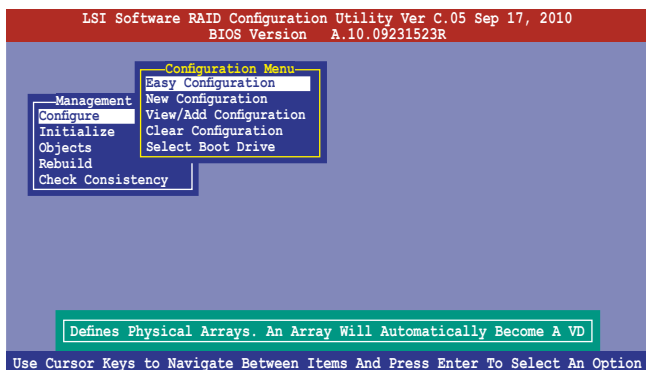 LSI Software RAID Configuration Utility Ver C.05 Sep 17, 2010
BIOS Version A.10.09231523R
Configuration Menu
Easy Configuration
New Configuration
View/Add Configuration
Clear Configuration
Select Boot Drive
Management
Configure
Initialize
Objects
Rebuild
Check Consistency
Defines Physical Arrays. An Array Will Automatically Become A VD
Use Cursor Keys to Navigate Between Items And Press Enter To Select An Option